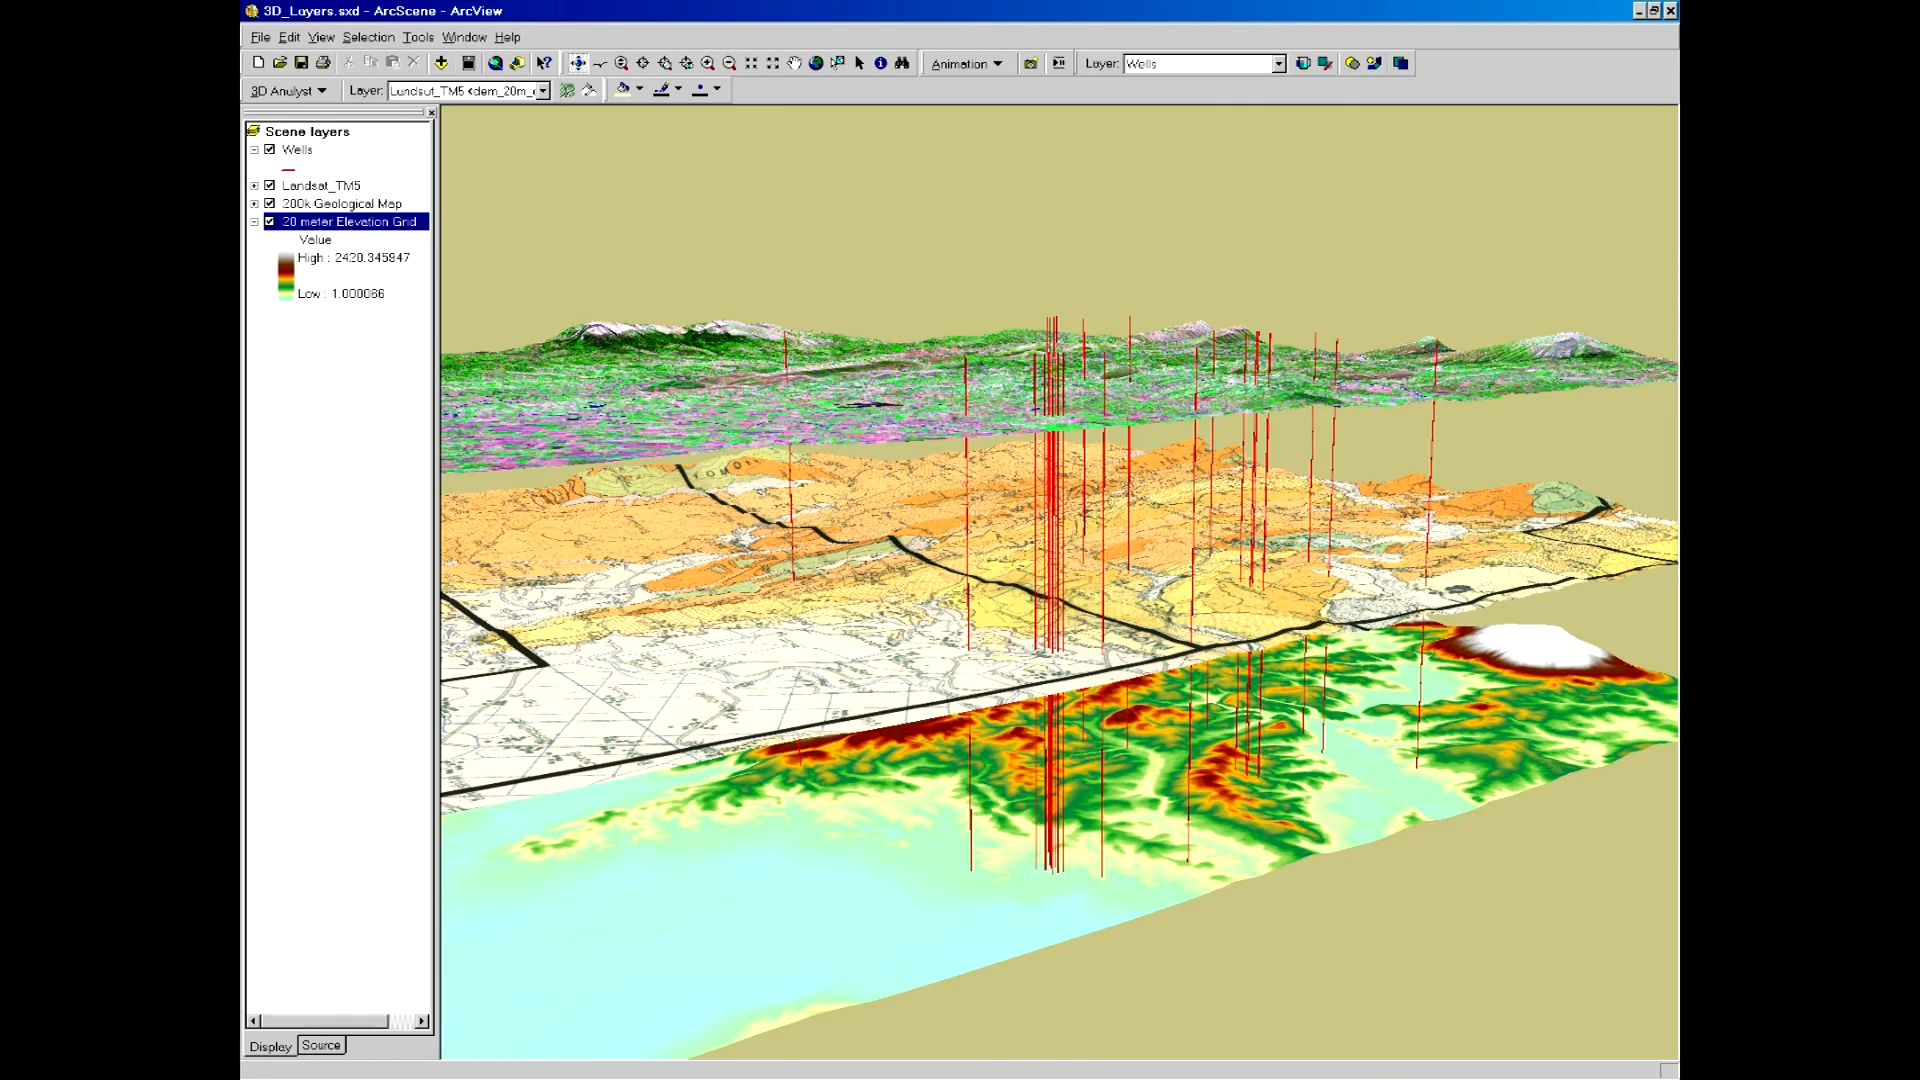 3D_Layers.sxd - ArcScene - ArcView
File Edit View Selection Tools Window Help
Animation Layer: Wells
3D Analyst Layer: Landsat_TM5 <dem_20m_
Scene layers
Wells
Landsat_TM5
200k Geological Map
20 meter Elevation Grid
Value
High : 2420.345947
Low : 1.000066
Display Source